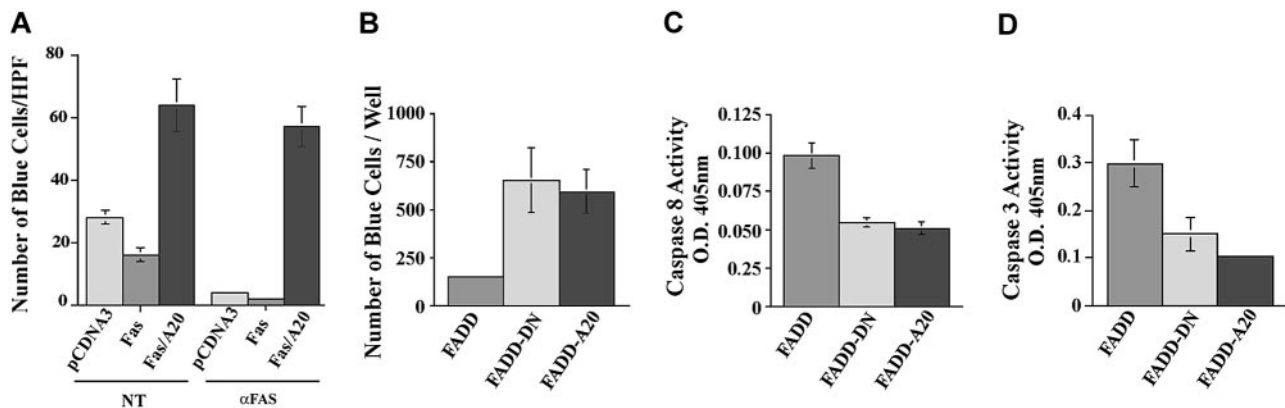 A
Number of Blue Cells/HPF
80
60
40
20
0
pCDNA3
Fas
Fas/A20
pCDNA3
Fas
Fas/A20
NT
αFAS
B
Number of Blue Cells / Well
1000
750
500
250
0
FADD
FADD-DN
FADD-A20
C
Caspase 8 Activity
O.D. 405nm
0.125
0.100
0.075
0.050
0.025
0
FADD
FADD-DN
FADD-A20
D
Caspase 3 Activity
O.D. 405nm
0.4
0.3
0.2
0.1
0
FADD
FADD-DN
FADD-A20